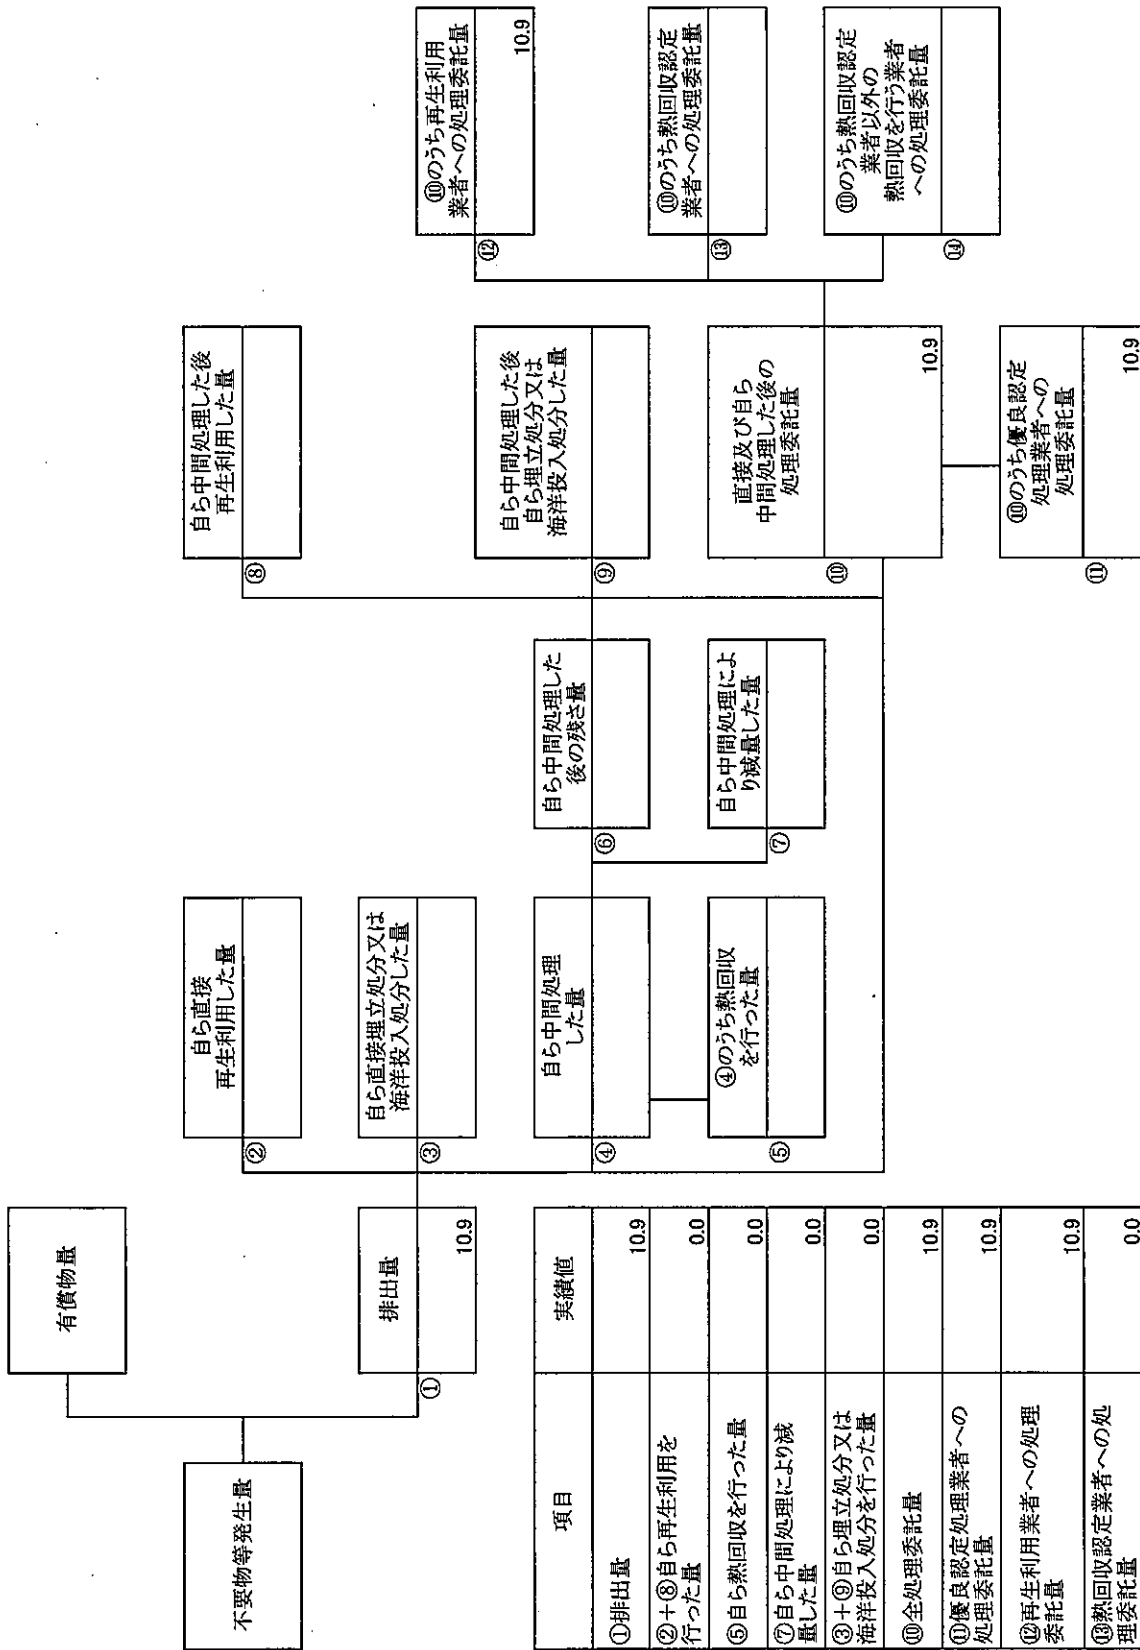 不要物等発生量
有償物量
排出量
①
10.9
自ら直接
再生利用した量
②
自ら直接埋立処分又は
海洋投入処分した量
③
自ら中間処理
した量
④
④のうち熱回収
を行った量
⑤
自ら中間処理した
後の残さ量
⑥
自ら中間処理によ
り減量した量
⑦
自ら中間処理した後
再生利用した量
⑧
自ら中間処理した後
自ら埋立処分又は
海洋投入処分した量
⑨
直接及び自ら
中間処理した後の
処理委託量
⑩
10.9
⑩のうち優良認定
処理業者への
処理委託量
⑪
10.9
⑩のうち再生利用
業者への処理委託量
⑫
10.9
⑩のうち熱回収認定
業者への処理委託量
⑬
⑩のうち熱回収認定
業者以外の
熱回収を行う業者
への処理委託量
⑭
項目 実績値
①排出量 10.9
②+⑧自ら再生利用を
行った量 0.0
⑤自ら熱回収を行った量 0.0
⑦自ら中間処理により減
量した量 0.0
③+⑨自ら埋立処分又は
海洋投入処分を行った量 0.0
⑩全処理委託量 10.9
⑪優良認定処理業者への
処理委託量 10.9
⑫再生利用業者への処理
委託量 10.9
⑬熱回収認定業者への処
理委託量 0.0